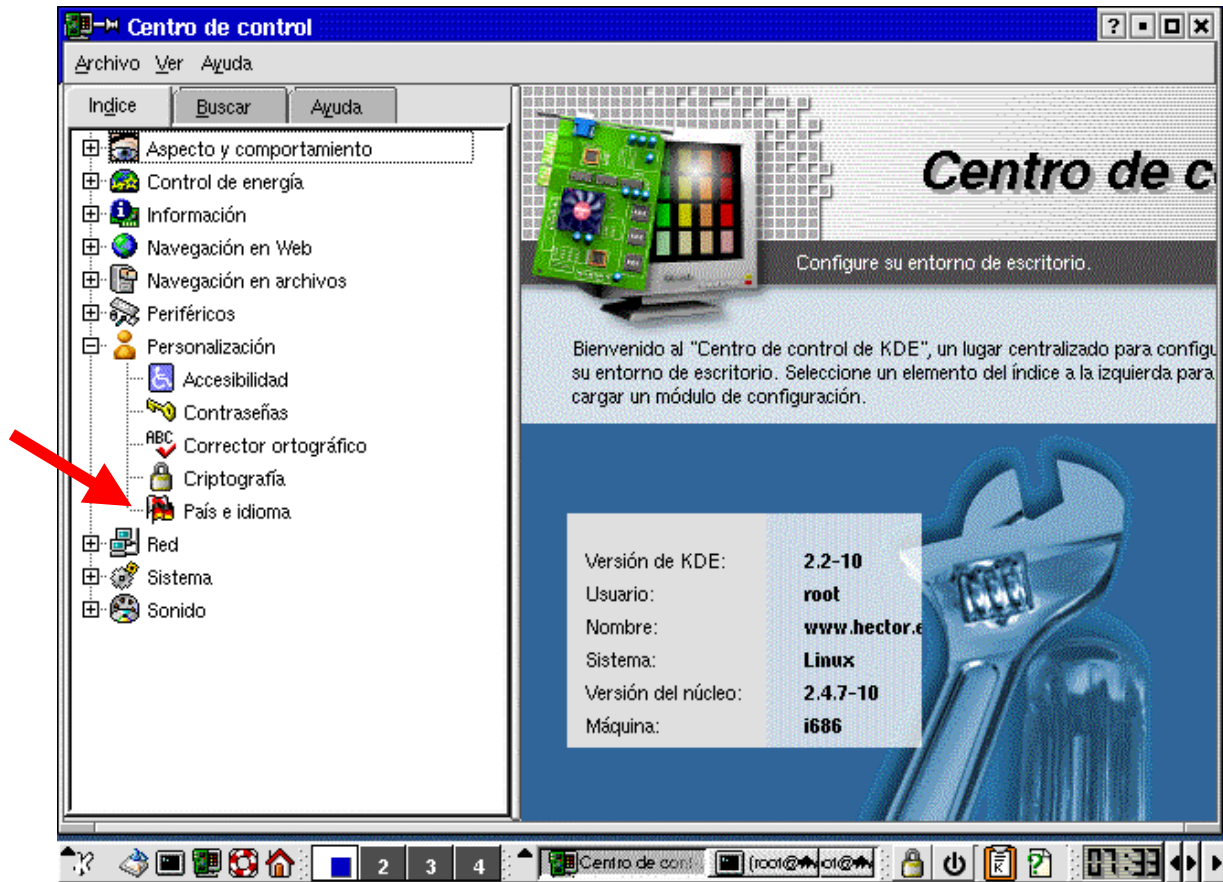 Centro de control
Archivo Ver Ayuda
Indice Buscar Ayuda
Aspecto y comportamiento
Control de energía
Información
Navegación en Web
Navegación en archivos
Periféricos
Personalización
Accesibilidad
Contraseñas
ABC Corrector ortográfico
Criptografía
País e idioma
Red
Sistema
Sonido
Centro de c
Configure su entorno de escritorio.
Bienvenido al "Centro de control de KDE", un lugar centralizado para configu
su entorno de escritorio. Seleccione un elemento del índice a la izquierda para
cargar un módulo de configuración.
Versión de KDE: 2.2-10
Usuario: root
Nombre: www.hector.e
Sistema: Linux
Versión del núcleo: 2.4.7-10
Máquina: i686
2 3 4 Centro de cont (root@ 07:33